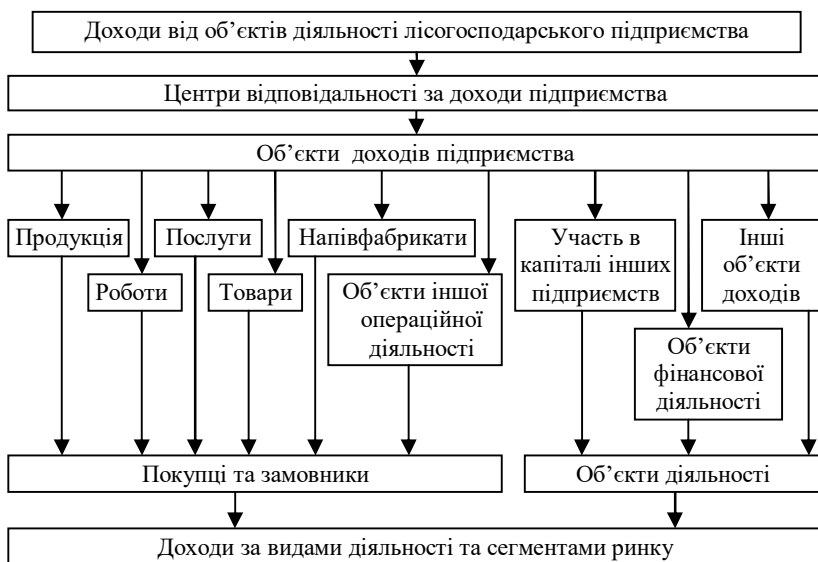 Доходи від об’єктів діяльності лісогосподарського підприємства
Центри відповідальності за доходи підприємства
Об’єкти доходів підприємства
Продукція
Послуги
Напівфабрикати
Участь в
капіталі інших
підприємств
Інші
об’єкти
доходів
Роботи
Товари
Об’єкти іншої
операційної
діяльності
Об’єкти
фінансової
діяльності
Покупці та замовники
Об’єкти діяльності
Доходи за видами діяльності та сегментами ринку